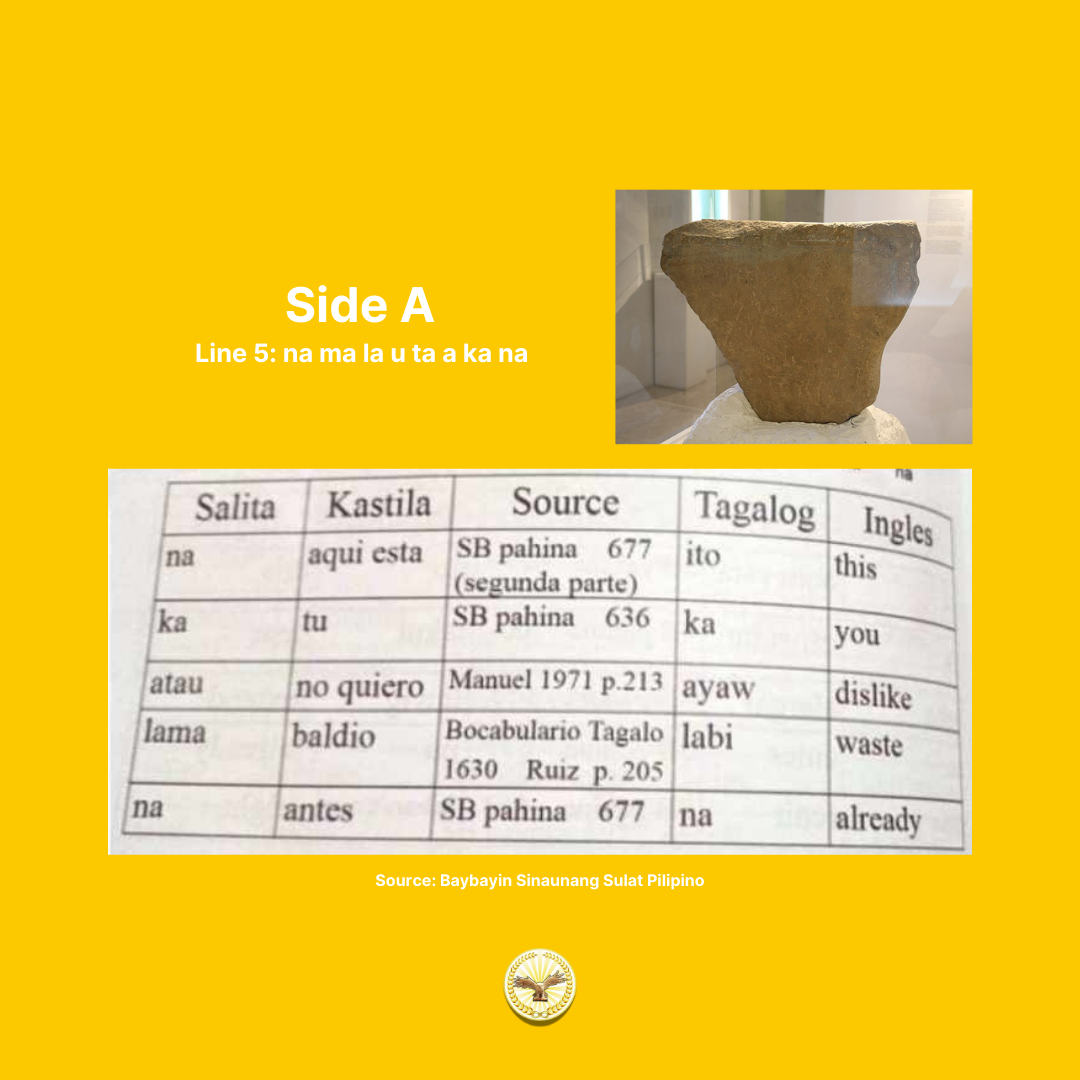 Side A
Line 5: na ma la u ta a ka na
na
Salita Kastila Source Tagalog Ingles
na aqui esta SB pahina 677 (segunda parte) ito this
ka tu SB pahina 636 ka you
atau no quiero Manuel 1971 p.213 ayaw dislike
lama baldio Bocabulario Tagalo 1630 Ruiz p. 205 labi waste
na antes SB pahina 677 na already
Source: Baybayin Sinaunang Sulat Pilipino